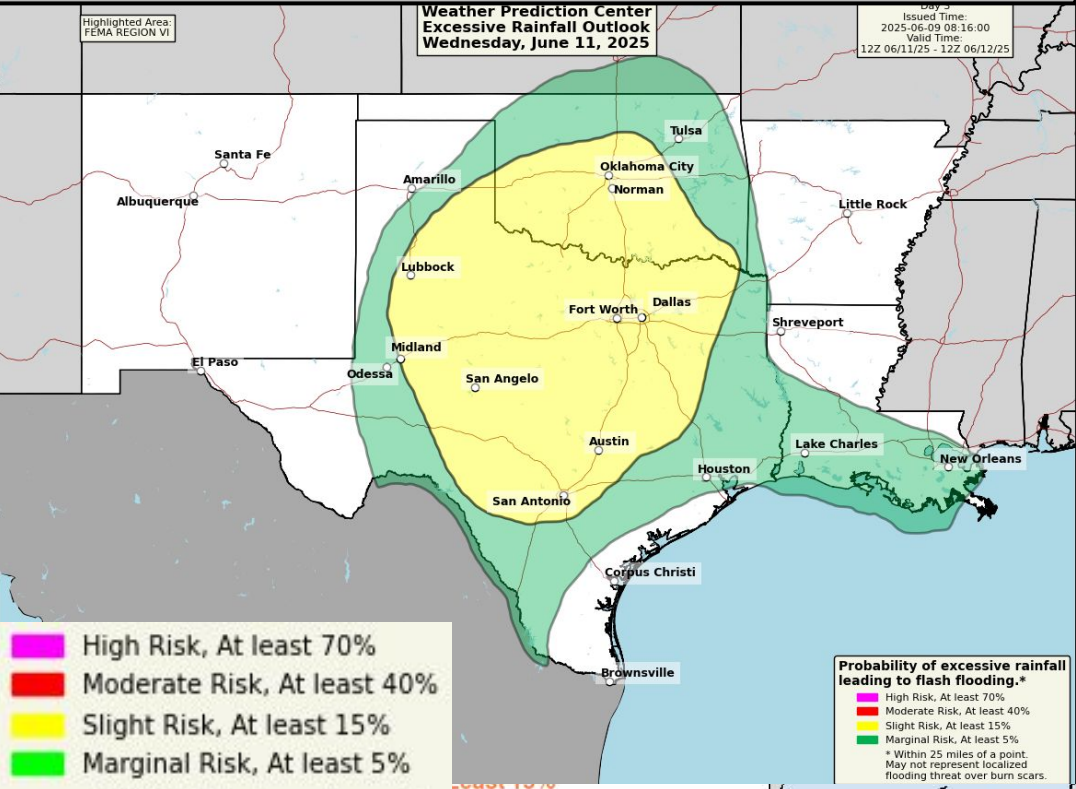 Highlighted Area:
FEMA REGION VI
Weather Prediction Center
Excessive Rainfall Outlook
Wednesday, June 11, 2025
Day 3
Issued Time:
2025-06-09 08:16:00
Valid Time:
12Z 06/11/25 - 12Z 06/12/25
Tulsa
Santa Fe
Oklahoma City
Amarillo
Norman
Albuquerque
Little Rock
Lubbock
Fort Worth
Dallas
Shreveport
Midland
El Paso
Odessa
San Angelo
Austin
Lake Charles
New Orleans
Houston
San Antonio
Corpus Christi
Brownsville
High Risk, At least 70%
Moderate Risk, At least 40%
Slight Risk, At least 15%
Marginal Risk, At least 5%
Probability of excessive rainfall
leading to flash flooding.*
High Risk, At least 70%
Moderate Risk, At least 40%
Slight Risk, At least 15%
Marginal Risk, At least 5%
* Within 25 miles of a point.
May not represent localized
flooding threat over burn scars.